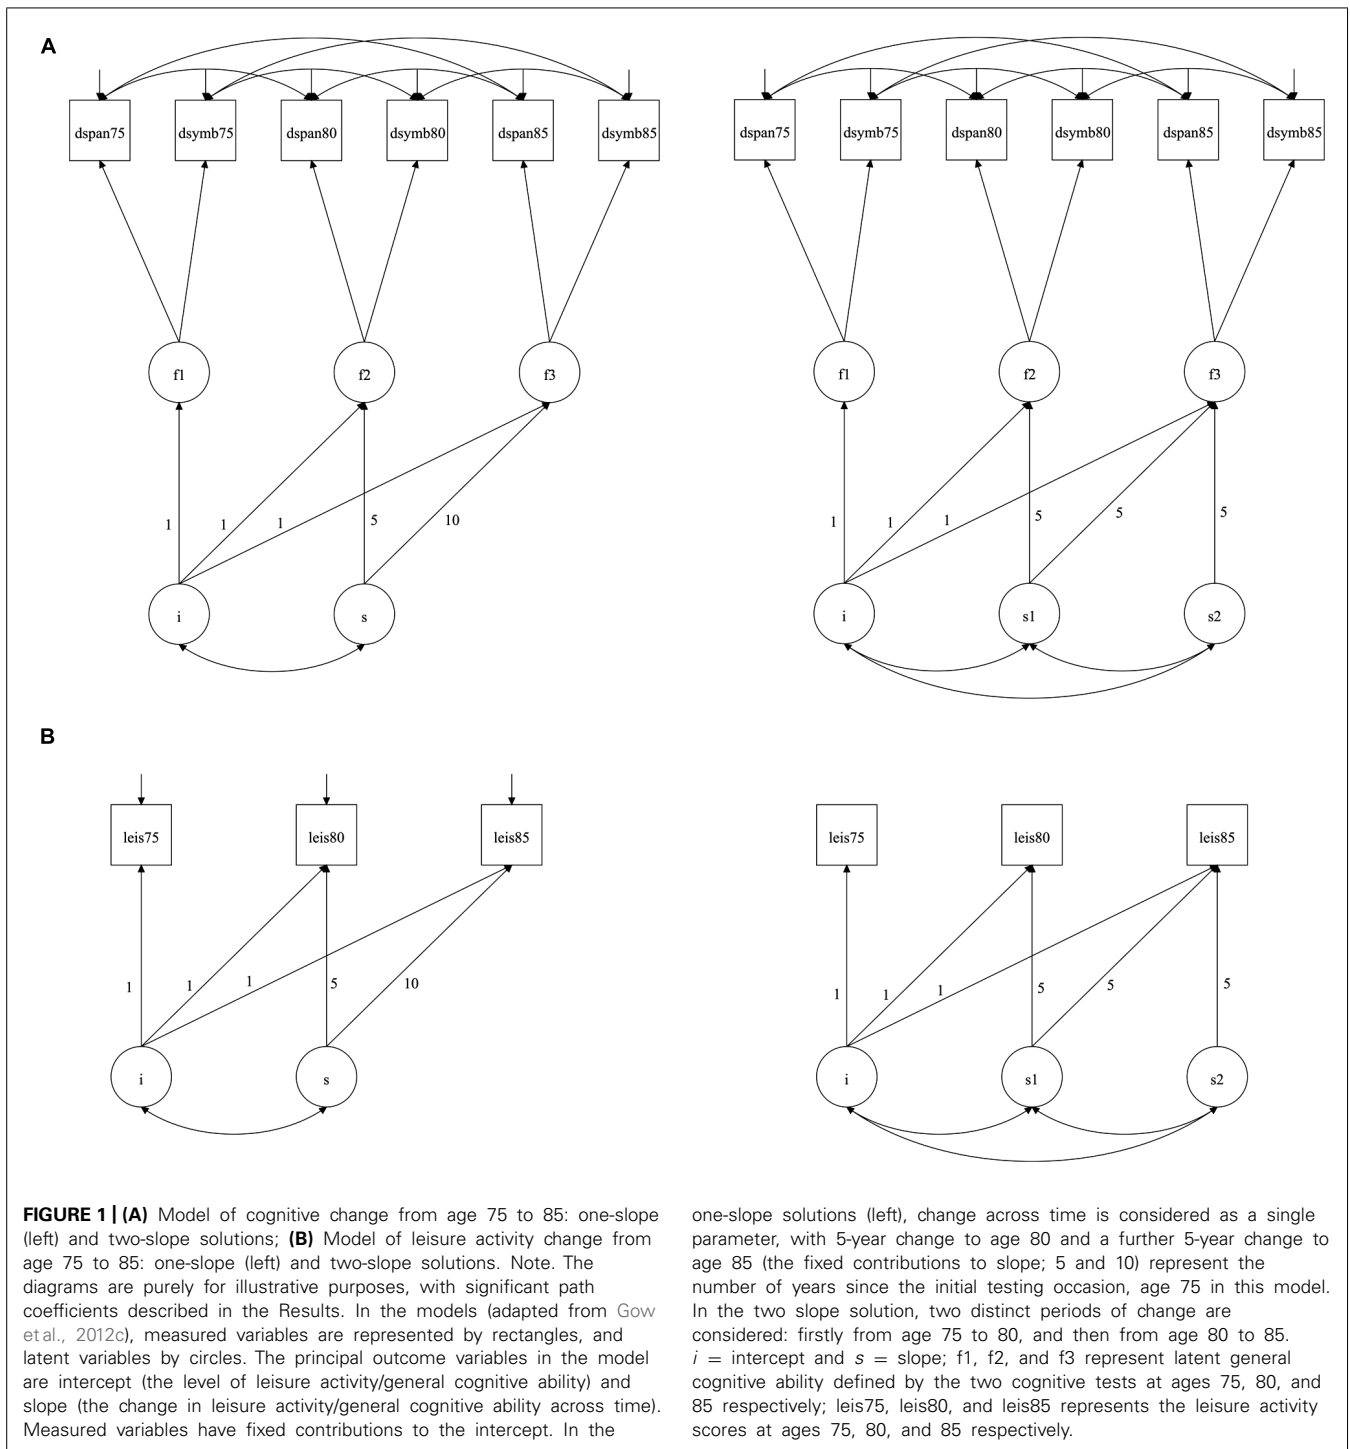 A
dspan75 dsymb75 dspan80 dsymb80 dspan85 dsymb85
dspan75 dsymb75 dspan80 dsymb80 dspan85 dsymb85
f1 f2 f3
f1 f2 f3
1 1 1 5 10
1 1 1 5 5 5
i s
i s1 s2
B
leis75 leis80 leis85
leis75 leis80 leis85
1 1 1 5 10
1 1 1 5 5 5
i s
i s1 s2
FIGURE 1 | (A) Model of cognitive change from age 75 to 85: one-slope
(left) and two-slope solutions; (B) Model of leisure activity change from
age 75 to 85: one-slope (left) and two-slope solutions. Note. The
diagrams are purely for illustrative purposes, with significant path
coefficients described in the Results. In the models (adapted from Gow
et al., 2012c), measured variables are represented by rectangles, and
latent variables by circles. The principal outcome variables in the model
are intercept (the level of leisure activity/general cognitive ability) and
slope (the change in leisure activity/general cognitive ability across time).
Measured variables have fixed contributions to the intercept. In the
one-slope solutions (left), change across time is considered as a single
parameter, with 5-year change to age 80 and a further 5-year change to
age 85 (the fixed contributions to slope; 5 and 10) represent the
number of years since the initial testing occasion, age 75 in this model.
In the two slope solution, two distinct periods of change are
considered: firstly from age 75 to 80, and then from age 80 to 85.
i = intercept and s = slope; f1, f2, and f3 represent latent general
cognitive ability defined by the two cognitive tests at ages 75, 80, and
85 respectively; leis75, leis80, and leis85 represents the leisure activity
scores at ages 75, 80, and 85 respectively.